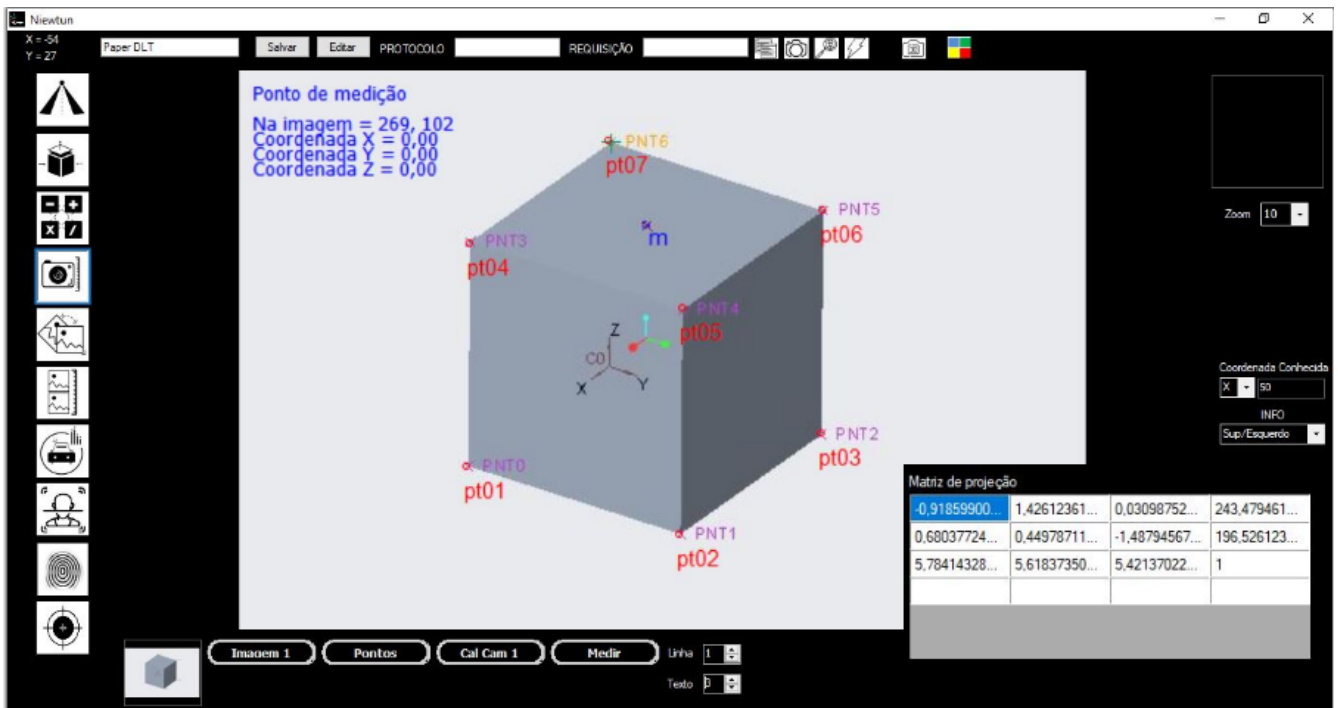 Niewtun
X = -54
Y = 27
Paper DLT
Salvar
Editar
PROTOCOLO
REQUISIÇÃO
Ponto de medição
Na imagem = 269, 102
Coordenada X = 0,00
Coordenada Y = 0,00
Coordenada Z = 0,00
PNT6
pt07
PNT5
pt06
m
PNT3
pt04
PNT4
pt05
Z
C0
X
Y
PNT2
pt03
PNT0
pt01
PNT1
pt02
Zoom 10
Coordenada Conhecida
X 50
INFO
Sup/Esquerdo
Matriz de projeção
-0,91859900... 1,42612361... 0,03098752... 243,479461...
0,68037724... 0,44978711... -1,48794567... 196,526123...
5,78414328... 5,61837350... 5,42137022... 1
Imagem 1
Pontos
Cal Cam 1
Medir
Linha 1
Texto 3